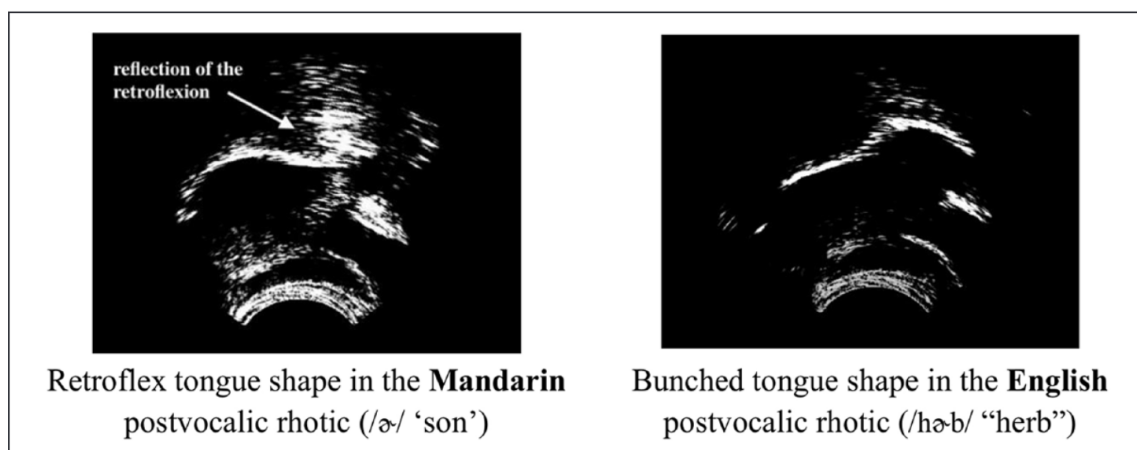 reflection of the
retroflexion
Retroflex tongue shape in the Mandarin
postvocalic rhotic (/ɚ/ ‘son’)
Bunched tongue shape in the English
postvocalic rhotic (/hɚb/ “herb”)